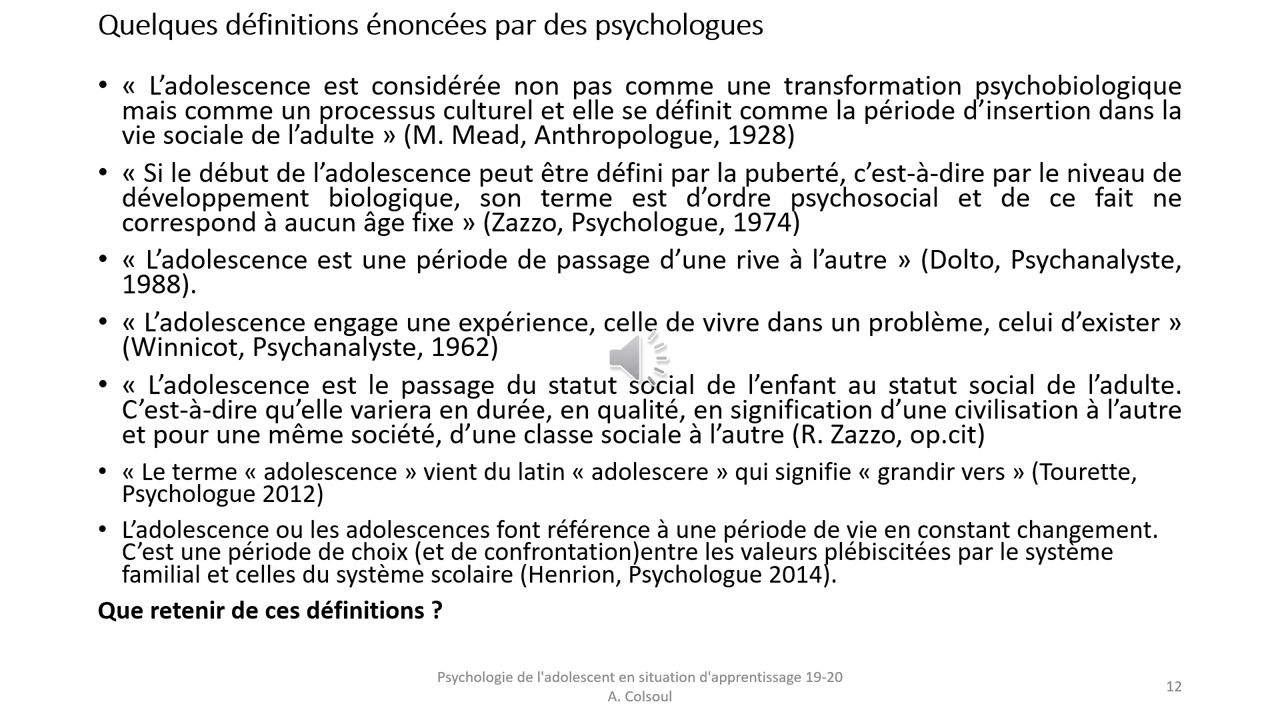 Quelques définitions énoncées par des psychologues
• « L’adolescence est considérée non pas comme une transformation psychobiologique
mais comme un processus culturel et elle se définit comme la période d’insertion dans la
vie sociale de l’adulte » (M. Mead, Anthropologue, 1928)
• « Si le début de l’adolescence peut être défini par la puberté, c’est-à-dire par le niveau de
développement biologique, son terme est d’ordre psychosocial et de ce fait ne
correspond à aucun âge fixe » (Zazzo, Psychologue, 1974)
• « L’adolescence est une période de passage d’une rive à l’autre » (Dolto, Psychanalyste,
1988).
• « L’adolescence engage une expérience, celle de vivre dans un problème, celui d’exister »
(Winnicot, Psychanalyste, 1962)
• « L’adolescence est le passage du statut social de l’enfant au statut social de l’adulte.
C’est-à-dire qu’elle variera en durée, en qualité, en signification d’une civilisation à l’autre
et pour une même société, d’une classe sociale à l’autre (R. Zazzo, op.cit)
• « Le terme « adolescence » vient du latin « adolescere » qui signifie « grandir vers » (Tourette,
Psychologue 2012)
• L’adolescence ou les adolescences font référence à une période de vie en constant changement.
C’est une période de choix (et de confrontation)entre les valeurs plébiscitées par le système
familial et celles du système scolaire (Henrion, Psychologue 2014).
Que retenir de ces définitions ?
Psychologie de l'adolescent en situation d'apprentissage 19-20
A. Colsoul
12